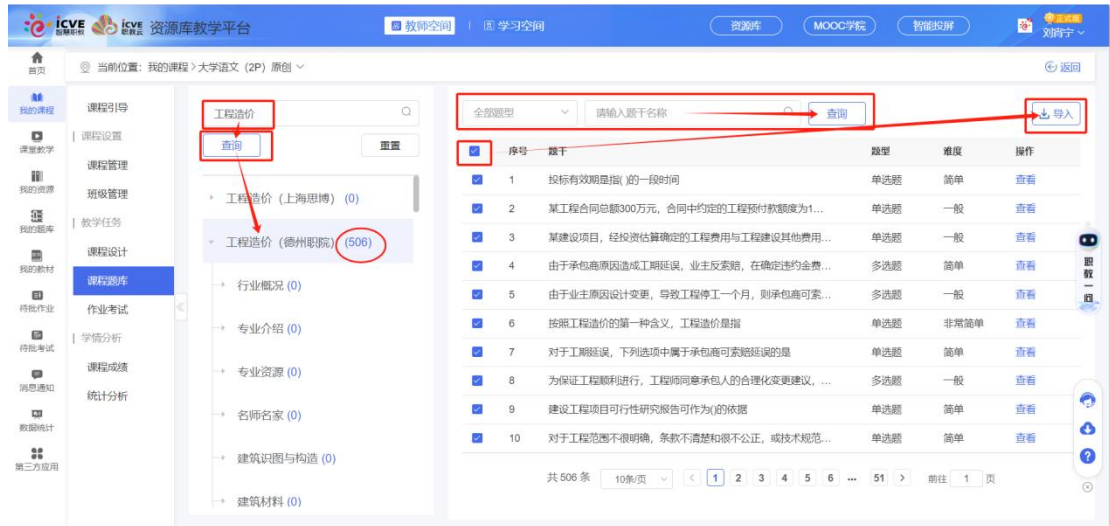 icve 智慧职教 icve 职教云 资源库教学平台
教师空间 学习空间
资源库 MOOC学院 智能投屏
正式版
刘尚宁
首页
当前位置：我的课程>大学语文（2P）原创
返回
我的课程
课堂教学
我的资源
我的题库
我的教材
待批作业
待批考试
消息通知
数据统计
第三方应用
课程引导
课程设置
课程管理
班级管理
教学任务
课程设计
课程题库
作业考试
学情分析
课程成绩
统计分析
工程造价
查询 重置
工程造价（上海思博）(0)
工程造价（德州职院）(506)
行业概况 (0)
专业介绍 (0)
专业资源 (0)
名师名家 (0)
建筑识图与构造 (0)
建筑材料 (0)
全部题型 请输入题干名称 查询 导入
序号 题干 题型 难度 操作
1 投标有效期是指( )的一段时间 单选题 简单 查看
2 某工程合同总额300万元，合同中约定的工程预付款额度为1... 单选题 一般 查看
3 某建设项目，经投资估算确定的工程费用与工程建设其他费用... 单选题 一般 查看
4 由于承包商原因造成工期延误，业主反索赔，在确定违约金费... 多选题 简单 查看
5 由于业主原因设计变更，导致工程停工一个月，则承包商可索... 多选题 一般 查看
6 按照工程造价的第一种含义，工程造价是指 单选题 非常简单 查看
7 对于工期延误，下列选项中属于承包商可索赔延误的是 单选题 简单 查看
8 为保证工程顺利进行，工程师同意承包人的合理化变更建议，... 多选题 一般 查看
9 建设工程项目可行性研究报告可作为()的依据 单选题 简单 查看
10 对于工程范围不很明确，条款不清楚和很不公正，或技术规范... 单选题 简单 查看
共 506 条 10条/页 1 2 3 4 5 6 ... 51 前往 1 页
职教一问